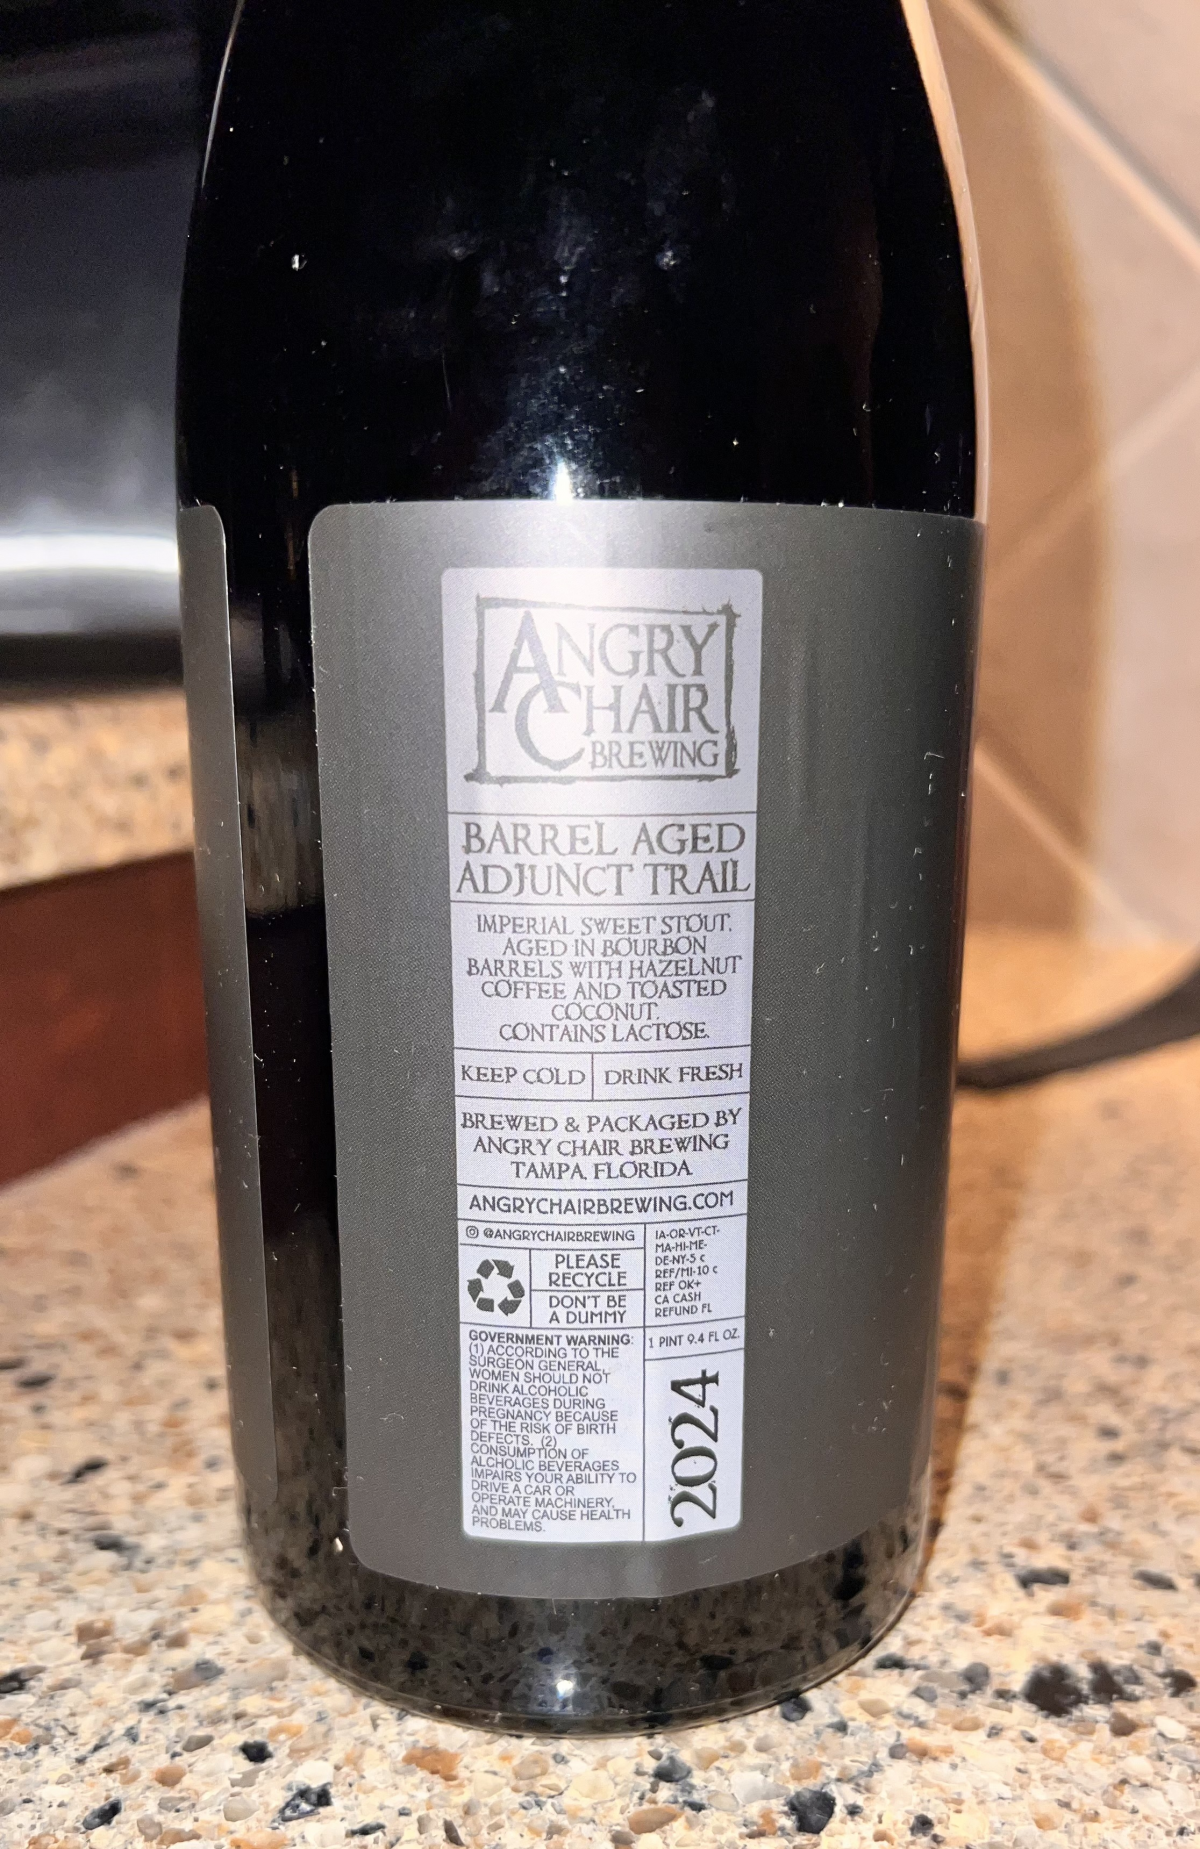 ANGRY
CHAIR
BREWING
BARREL AGED
ADJUNCT TRAIL
IMPERIAL SWEET STOUT.
AGED IN BOURBON
BARRELS WITH HAZELNUT
COFFEE AND TOASTED
COCONUT.
CONTAINS LACTOSE.
KEEP COLD
DRINK FRESH
BREWED & PACKAGED BY
ANGRY CHAIR BREWING
TAMPA, FLORIDA
ANGRYCHAIRBREWING.COM
@ANGRYCHAIRBREWING
PLEASE
RECYCLE
DON'T BE
A DUMMY
IA-OR-VT-CT-
MA-HI-ME-
DE-NY-5 ¢
REF/MI-10 ¢
REF OK+
CA CASH
REFUND FL
GOVERNMENT WARNING:
(1) ACCORDING TO THE
SURGEON GENERAL,
WOMEN SHOULD NOT
DRINK ALCOHOLIC
BEVERAGES DURING
PREGNANCY BECAUSE
OF THE RISK OF BIRTH
DEFECTS. (2)
CONSUMPTION OF
ALCHOLIC BEVERAGES
IMPAIRS YOUR ABILITY TO
DRIVE A CAR OR
OPERATE MACHINERY,
AND MAY CAUSE HEALTH
PROBLEMS.
1 PINT 9.4 FL OZ.
2024